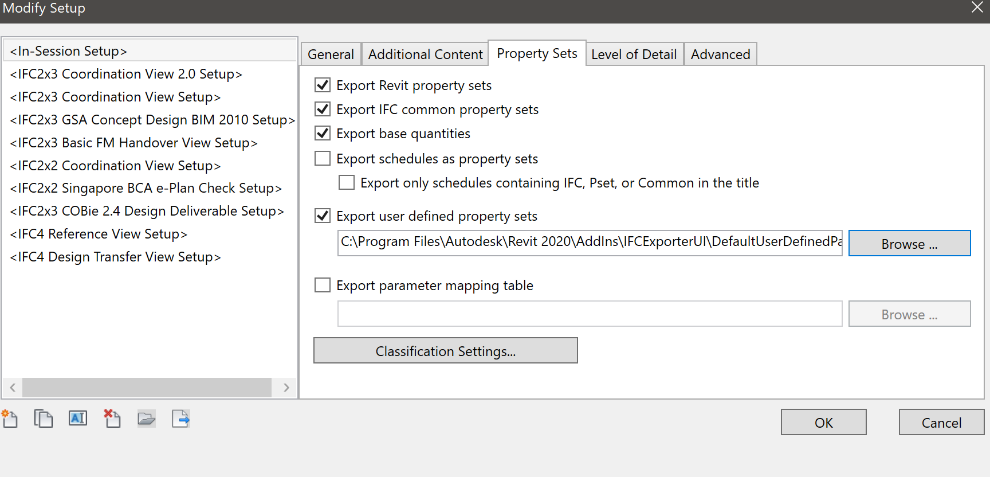 Modify Setup
<In-Session Setup>
<IFC2x3 Coordination View 2.0 Setup>
<IFC2x3 Coordination View Setup>
<IFC2x3 GSA Concept Design BIM 2010 Setup>
<IFC2x3 Basic FM Handover View Setup>
<IFC2x2 Coordination View Setup>
<IFC2x2 Singapore BCA e-Plan Check Setup>
<IFC2x3 COBie 2.4 Design Deliverable Setup>
<IFC4 Reference View Setup>
<IFC4 Design Transfer View Setup>
General Additional Content Property Sets Level of Detail Advanced
Export Revit property sets
Export IFC common property sets
Export base quantities
Export schedules as property sets
Export only schedules containing IFC, Pset, or Common in the title
Export user defined property sets
C:\Program Files\Autodesk\Revit 2020\AddIns\IFCExporterUI\DefaultUserDefinedPa
Browse ...
Export parameter mapping table
Browse ...
Classification Settings...
AI
OK Cancel